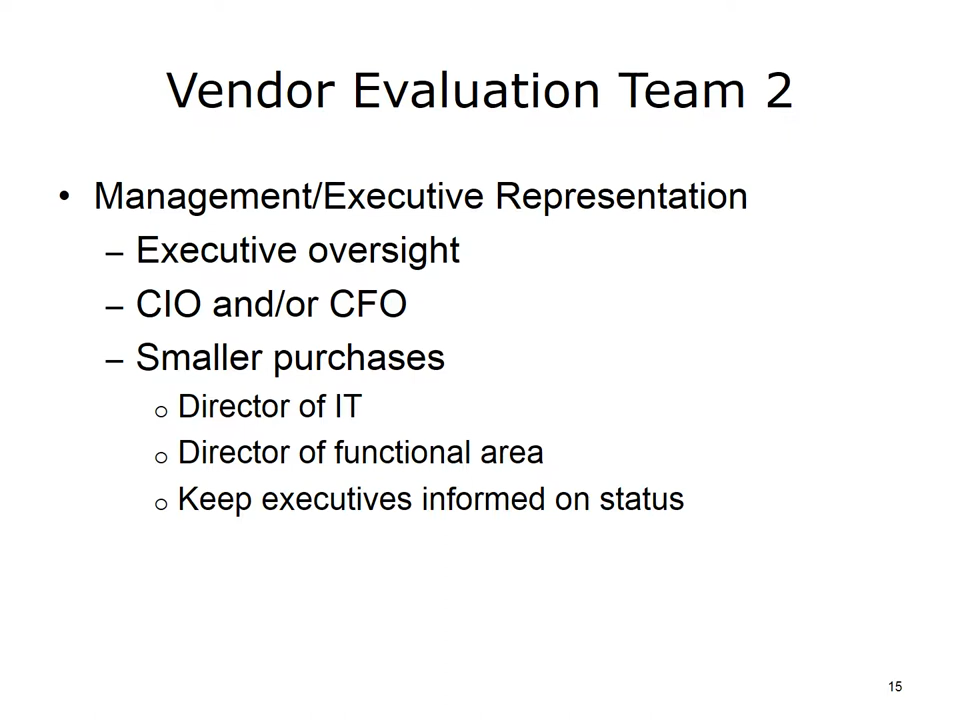 Vendor Evaluation Team 2
• Management/Executive Representation
– Executive oversight
– CIO and/or CFO
– Smaller purchases
o Director of IT
o Director of functional area
o Keep executives informed on status
15